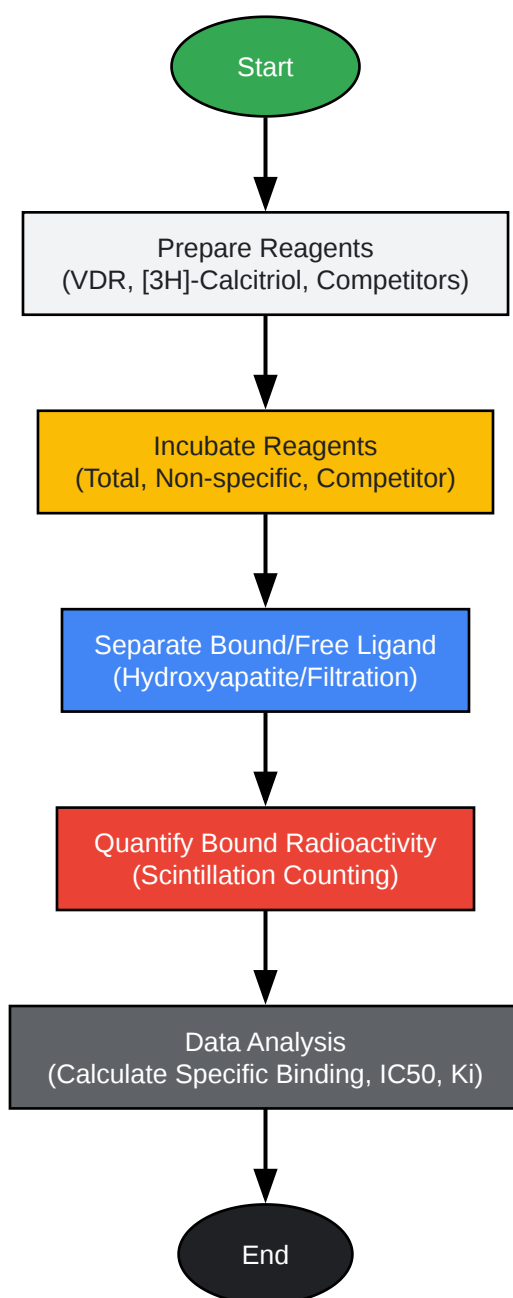 Start
Prepare Reagents
(VDR, [3H]-Calcitriol, Competitors)
Incubate Reagents
(Total, Non-specific, Competitor)
Separate Bound/Free Ligand
(Hydroxyapatite/Filtration)
Quantify Bound Radioactivity
(Scintillation Counting)
Data Analysis
(Calculate Specific Binding, IC50, Ki)
End